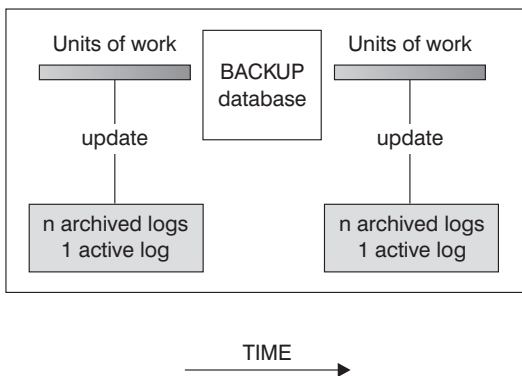 Units of work
BACKUP
database
Units of work
update
update
n archived logs
1 active log
n archived logs
1 active log
TIME